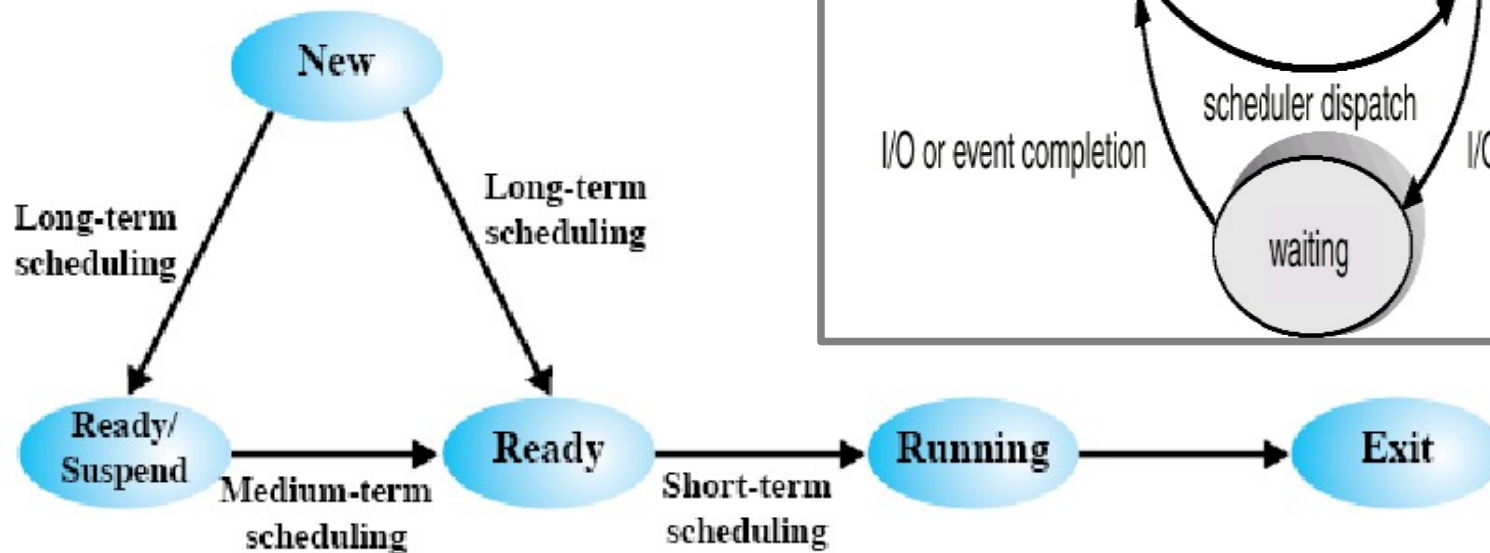 New
Long-term
scheduling
Long-term
scheduling
scheduler dispatch
I/O or event completion
waiting
Ready/
Suspend
Medium-term
scheduling
Ready
Short-term
scheduling
Running
Exit